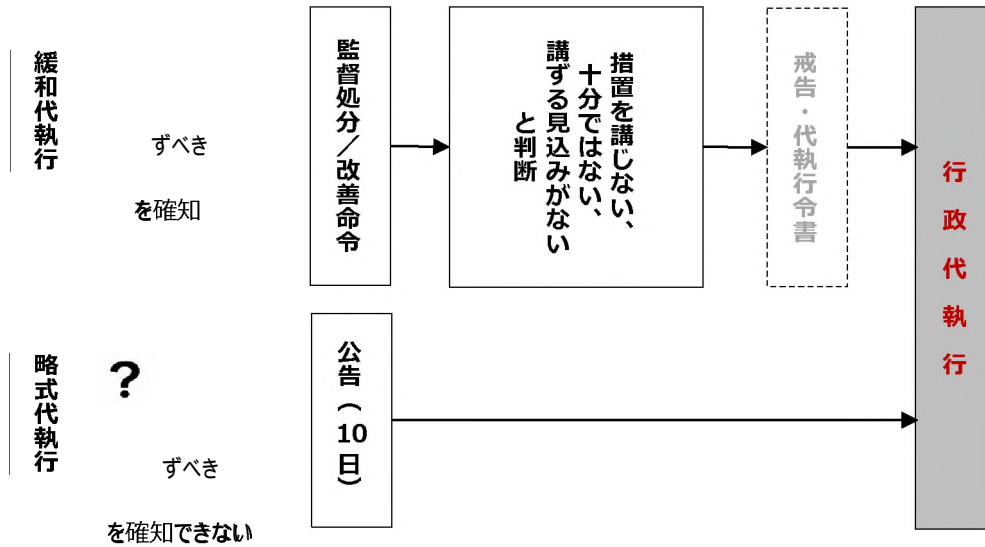 緩和代執行
ずべき
を確知
監督処分／改善命令
措置を講じない、
十分ではない、
講ずる見込みがない
と判断
戒告・代執行令書
行政代執行
略式代執行
?
ずべき
を確知できない
公告（10日）